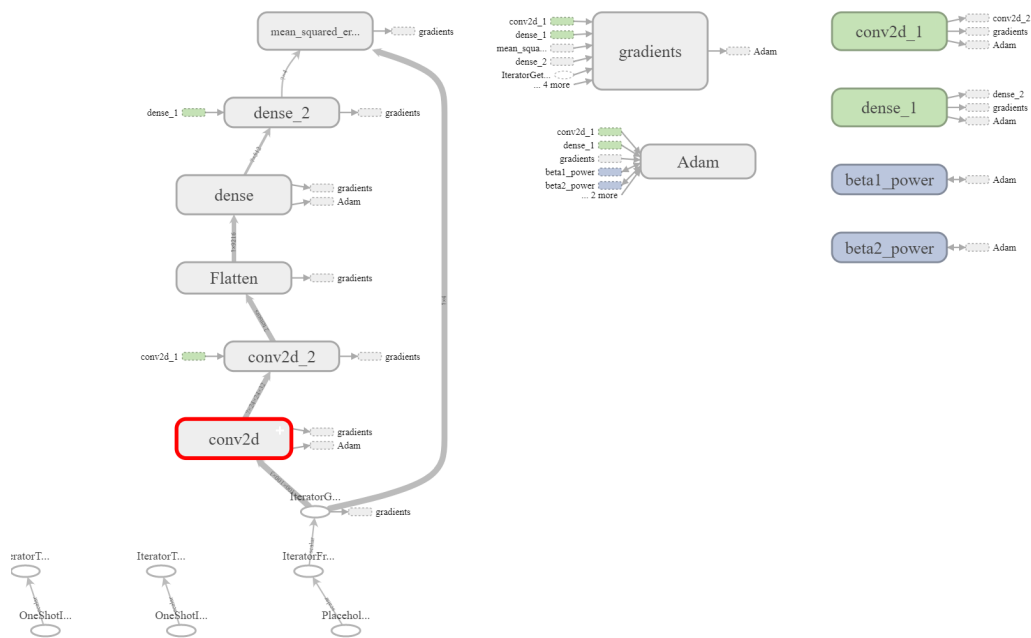 mean_squared_er...
gradients
dense_1
dense_2
gradients
dense
gradients
Adam
Flatten
gradients
conv2d_1
conv2d_2
gradients
conv2d
gradients
Adam
IteratorG...
gradients
IteratorT...
IteratorFr...
OneShotI...
OneShotI...
Placehol...
conv2d_1
dense_1
mean_squa...
dense_2
IteratorGet...
... 4 more
gradients
Adam
conv2d_1
dense_1
gradients
beta1_power
beta2_power
... 2 more
Adam
conv2d_1
conv2d_2
gradients
Adam
dense_1
dense_2
gradients
Adam
beta1_power
Adam
beta2_power
Adam